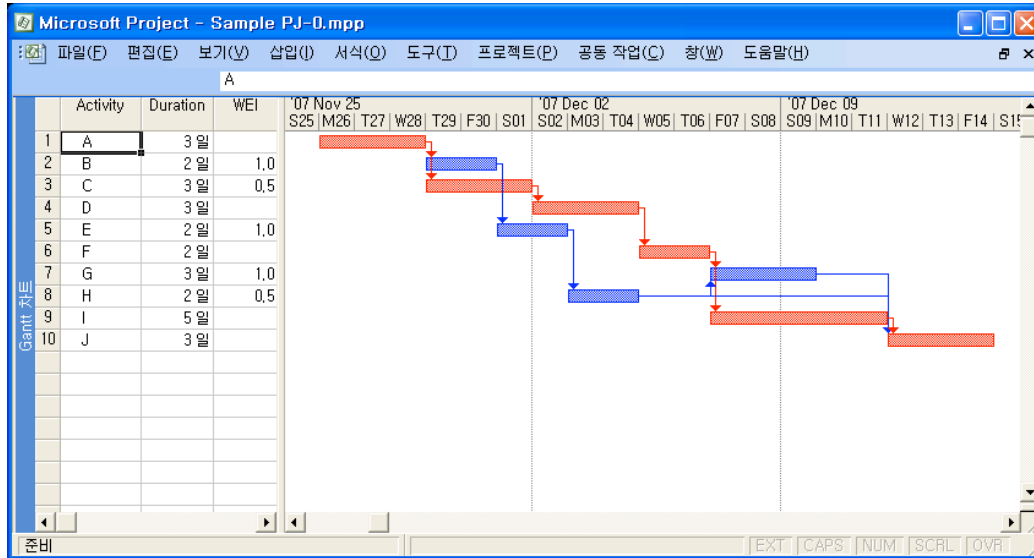 Microsoft Project - Sample PJ-0.mpp
파일(F) 편집(E) 보기(V) 삽입(I) 서식(O) 도구(T) 프로젝트(P) 공동 작업(C) 창(W) 도움말(H)
A
Activity Duration WEI '07 Nov 25 '07 Dec 02 '07 Dec 09
S25 M26 T27 W28 T29 F30 S01 S02 M03 T04 W05 T06 F07 S08 S09 M10 T11 W12 T13 F14 S15
1 A 3 일
2 B 2 일 1,0
3 C 3 일 0,5
4 D 3 일
5 E 2 일 1,0
6 F 2 일
7 G 3 일 1,0
8 H 2 일 0,5
9 I 5 일
10 J 3 일
Gantt 차트
준비 EXT CAPS NUM SCRL OVR